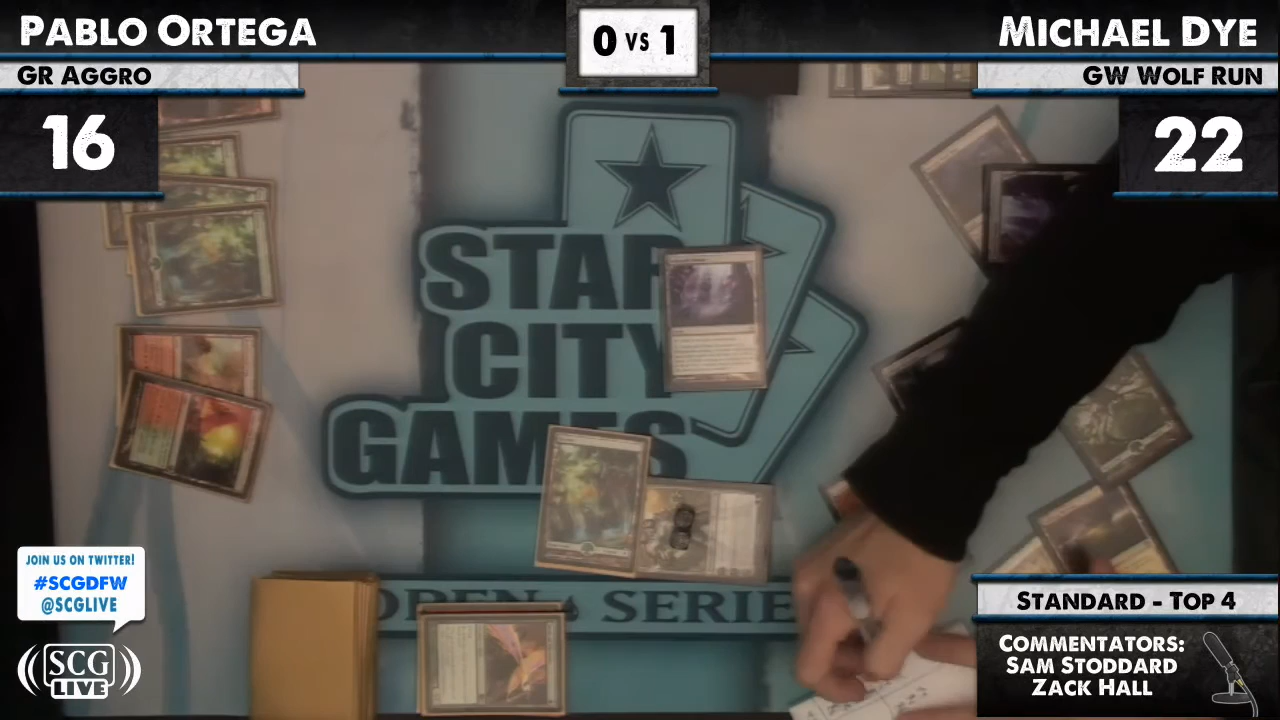 PABLO ORTEGA
0 VS 1
MICHAEL DYE
GR AGGRO
GW WOLF RUN
16
22
STAR
CITY
GAMES
OPEN SERIES
JOIN US ON TWITTER!
#SCGDFW
@SCGLIVE
SCG
LIVE
STANDARD - TOP 4
COMMENTATORS:
SAM STODDARD
ZACK HALL